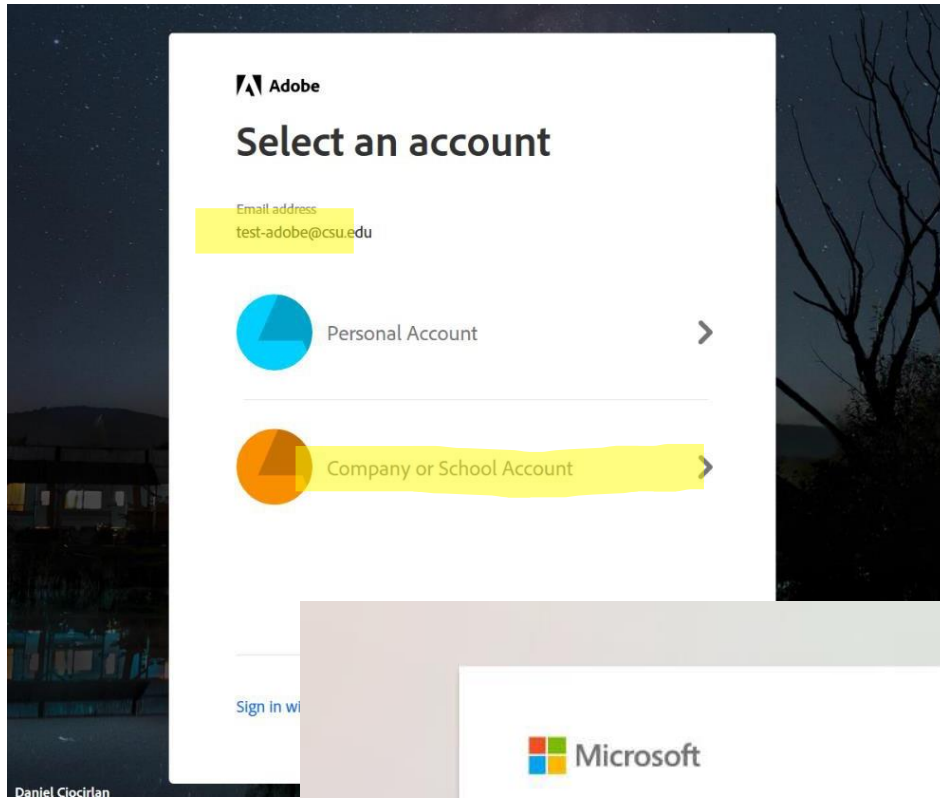 Adobe
Select an account
Email address
test-adobe@csu.edu
Personal Account
Company or School Account
Sign in wi
Microsoft
Daniel Ciocirlan